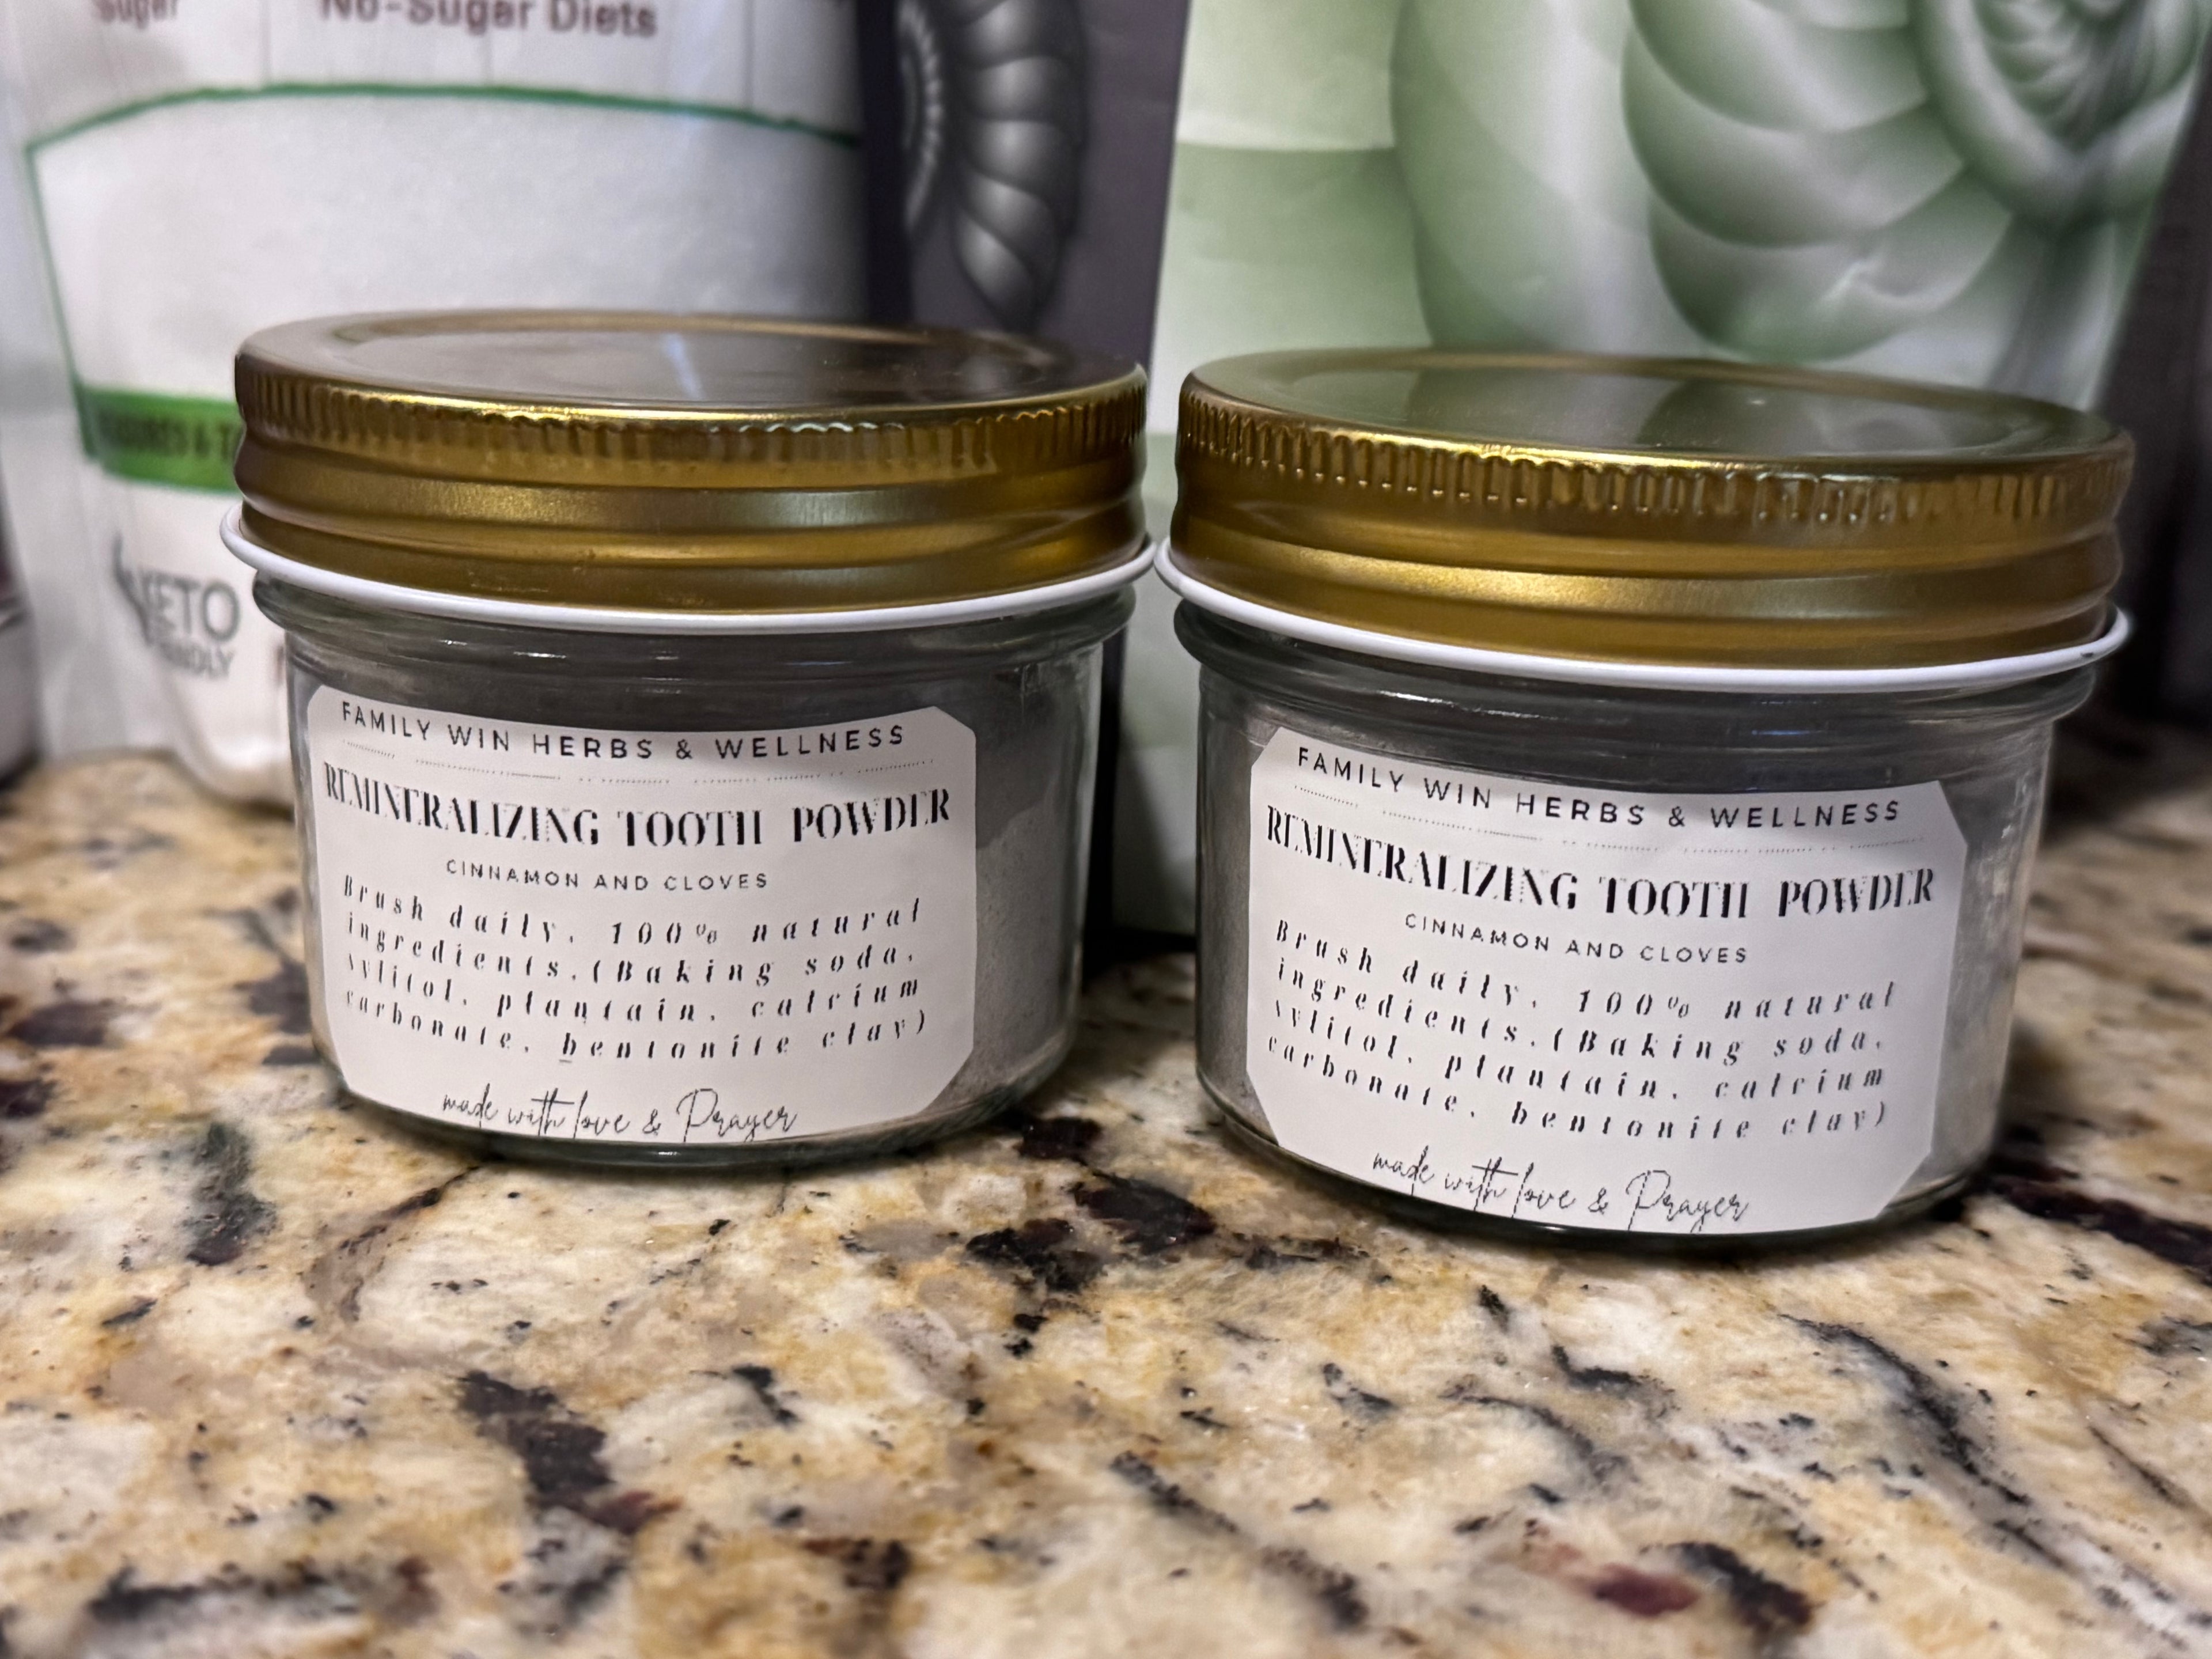 Sugar
No-Sugar Diets
KETO
FAMILY WIN HERBS & WELLNESS
REMINERALIZING TOOTH POWDER
CINNAMON AND CLOVES
Brush daily, 100% natural
ingredients.(Baking soda,
xylitol, plantain, calcium
carbonate, bentonite clay)
made with love & Prayer
FAMILY WIN HERBS & WELLNESS
REMINERALIZING TOOTH POWDER
CINNAMON AND CLOVES
Brush daily, 100% natural
ingredients.(Baking soda,
xylitol, plantain, calcium
carbonate, bentonite clay)
made with love & Prayer